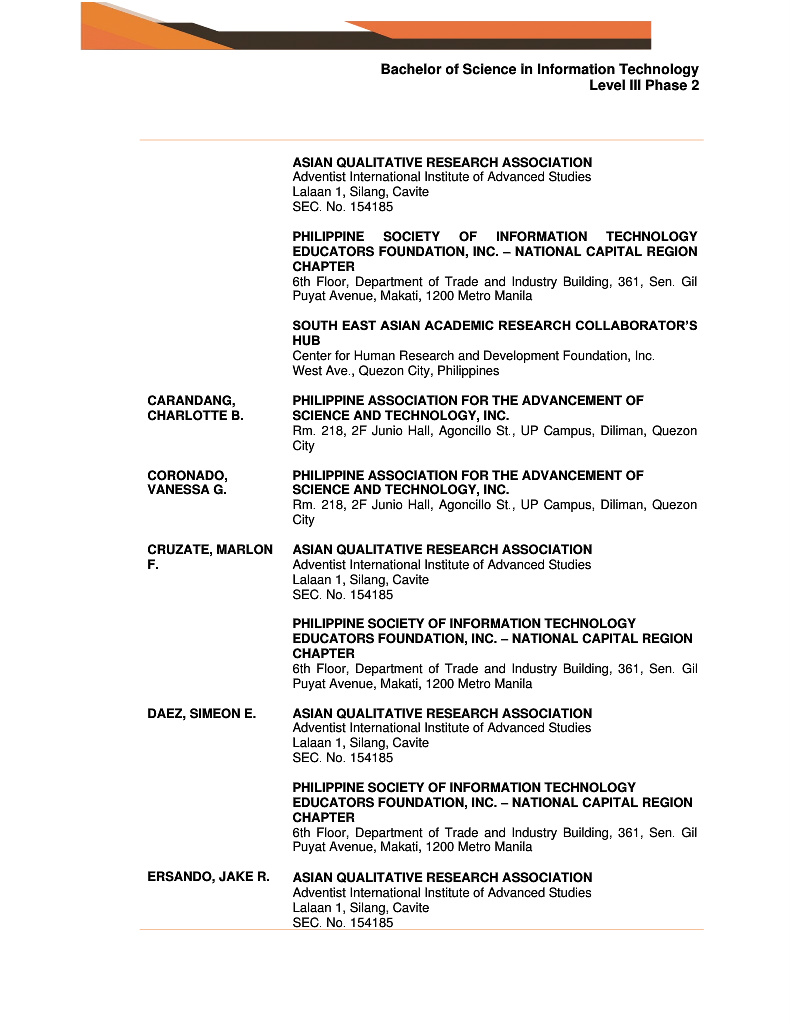 Bachelor of Science in Information Technology
Level III Phase 2
ASIAN QUALITATIVE RESEARCH ASSOCIATION
Adventist International Institute of Advanced Studies
Lalaan 1, Silang, Cavite
SEC. No. 154185
PHILIPPINE SOCIETY OF INFORMATION TECHNOLOGY
EDUCATORS FOUNDATION, INC. – NATIONAL CAPITAL REGION
CHAPTER
6th Floor, Department of Trade and Industry Building, 361, Sen. Gil
Puyat Avenue, Makati, 1200 Metro Manila
SOUTH EAST ASIAN ACADEMIC RESEARCH COLLABORATOR’S
HUB
Center for Human Research and Development Foundation, Inc.
West Ave., Quezon City, Philippines
CARANDANG,
CHARLOTTE B.
PHILIPPINE ASSOCIATION FOR THE ADVANCEMENT OF
SCIENCE AND TECHNOLOGY, INC.
Rm. 218, 2F Junio Hall, Agoncillo St., UP Campus, Diliman, Quezon
City
CORONADO,
VANESSA G.
PHILIPPINE ASSOCIATION FOR THE ADVANCEMENT OF
SCIENCE AND TECHNOLOGY, INC.
Rm. 218, 2F Junio Hall, Agoncillo St., UP Campus, Diliman, Quezon
City
CRUZATE, MARLON
F.
ASIAN QUALITATIVE RESEARCH ASSOCIATION
Adventist International Institute of Advanced Studies
Lalaan 1, Silang, Cavite
SEC. No. 154185
PHILIPPINE SOCIETY OF INFORMATION TECHNOLOGY
EDUCATORS FOUNDATION, INC. – NATIONAL CAPITAL REGION
CHAPTER
6th Floor, Department of Trade and Industry Building, 361, Sen. Gil
Puyat Avenue, Makati, 1200 Metro Manila
DAEZ, SIMEON E.
ASIAN QUALITATIVE RESEARCH ASSOCIATION
Adventist International Institute of Advanced Studies
Lalaan 1, Silang, Cavite
SEC. No. 154185
PHILIPPINE SOCIETY OF INFORMATION TECHNOLOGY
EDUCATORS FOUNDATION, INC. – NATIONAL CAPITAL REGION
CHAPTER
6th Floor, Department of Trade and Industry Building, 361, Sen. Gil
Puyat Avenue, Makati, 1200 Metro Manila
ERSANDO, JAKE R.
ASIAN QUALITATIVE RESEARCH ASSOCIATION
Adventist International Institute of Advanced Studies
Lalaan 1, Silang, Cavite
SEC. No. 154185